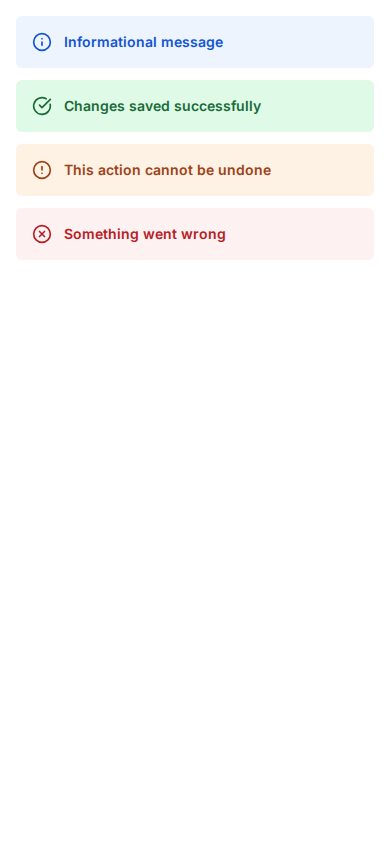 Informational message
Changes saved successfully
This action cannot be undone
Something went wrong